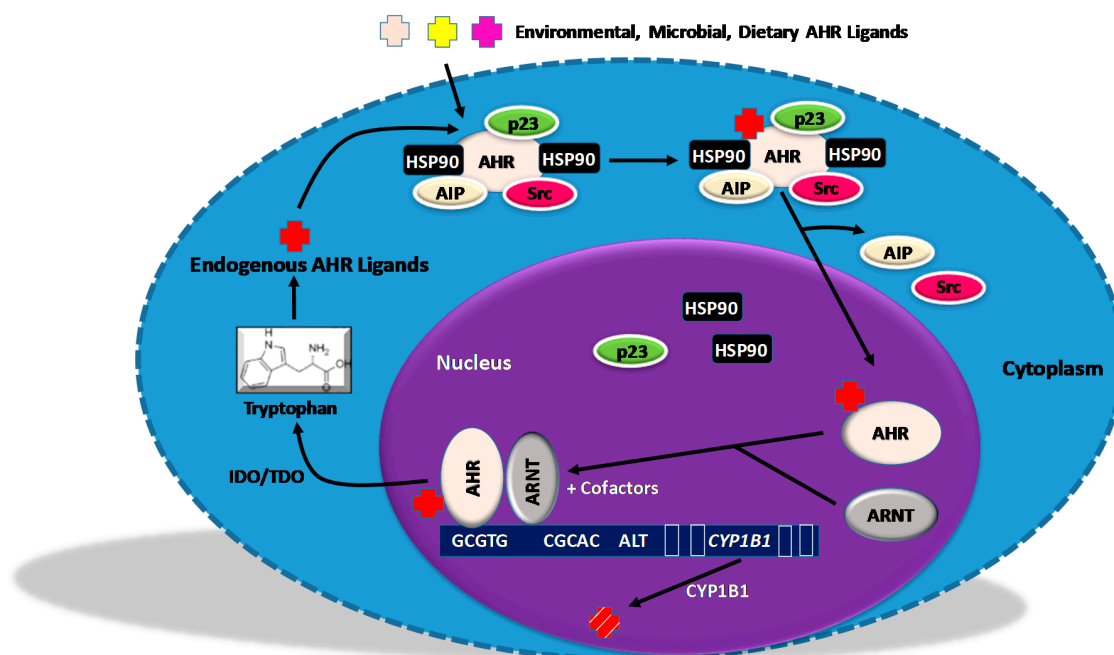 Environmental, Microbial, Dietary AHR Ligands
p23
HSP90
AHR
HSP90
AIP
Src
p23
HSP90
AHR
HSP90
AIP
Src
AIP
Src
Endogenous AHR Ligands
H
N
NH2
OH
O
Tryptophan
IDO/TDO
Nucleus
HSP90
p23
HSP90
Cytoplasm
AHR
ARNT
AHR
ARNT
+ Cofactors
GCGTG CGCAC ALT CYP1B1
CYP1B1